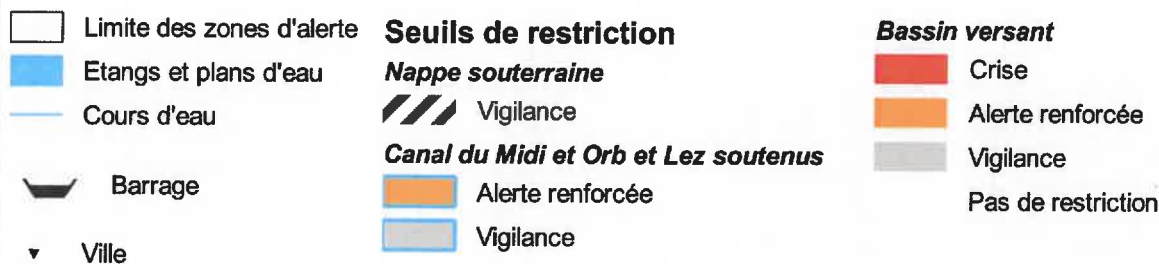 Limite des zones d'alerte
Etangs et plans d'eau
Cours d'eau
Barrage
Ville
Seuils de restriction
Nappe souterraine
Vigilance
Canal du Midi et Orb et Lez soutenus
Alerte renforcée
Vigilance
Bassin versant
Crise
Alerte renforcée
Vigilance
Pas de restriction